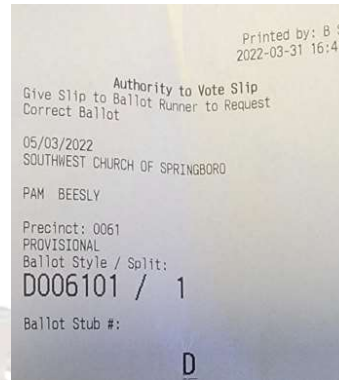 Printed by: B
2022-03-31 16:4
Authority to Vote Slip
Give Slip to Ballot Runner to Request
Correct Ballot
05/03/2022
SOUTHWEST CHURCH OF SPRINGBORO
PAM BEESLY
Precinct: 0061
PROVISIONAL
Ballot Style / Split:
D006101 / 1
Ballot Stub #:
D